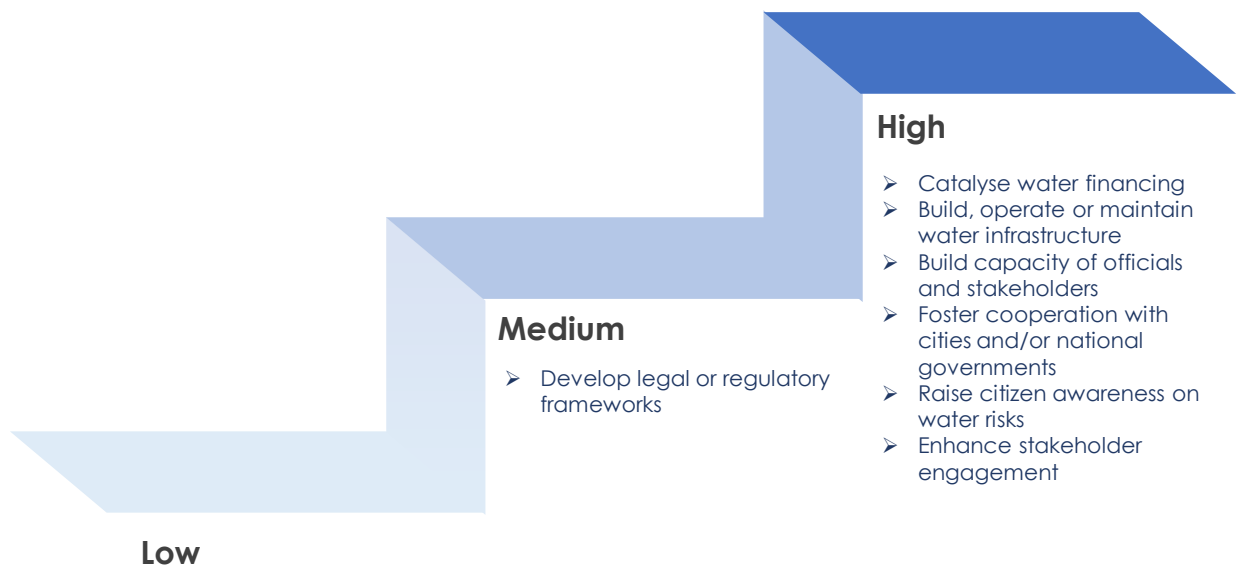 High
➢ Catalyse water financing
➢ Build, operate or maintain
water infrastructure
➢ Build capacity of officials
and stakeholders
➢ Foster cooperation with
cities and/or national
governments
➢ Raise citizen awareness on
water risks
➢ Enhance stakeholder
engagement
Medium
➢ Develop legal or regulatory
frameworks
Low